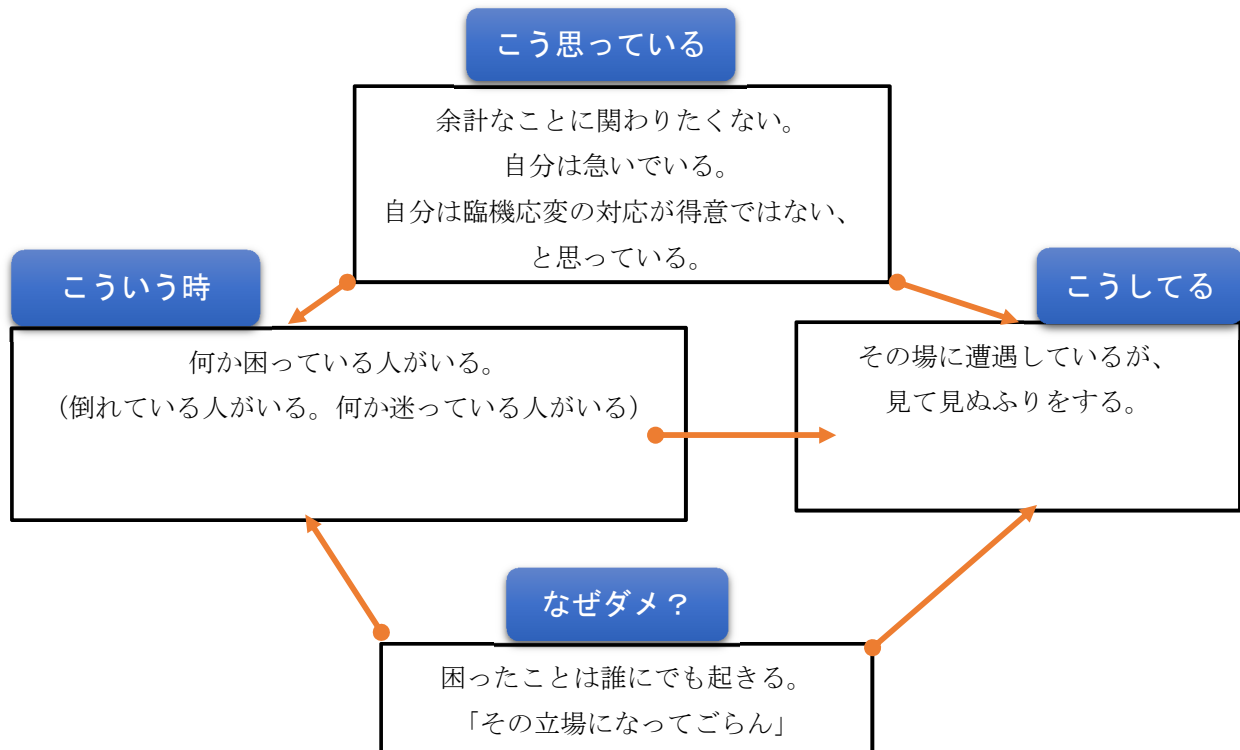 こう思っている
余計なことに関わりたくない。
自分は急いでいる。
自分は臨機応変の対応が得意ではない、
と思っている。
こういう時
何か困っている人がいる。
（倒れている人がいる。何か迷っている人がいる）
こうしてる
その場に遭遇しているが、
見て見ぬふりをする。
なぜダメ？
困ったことは誰にでも起きる。
「その立場になってごらん」